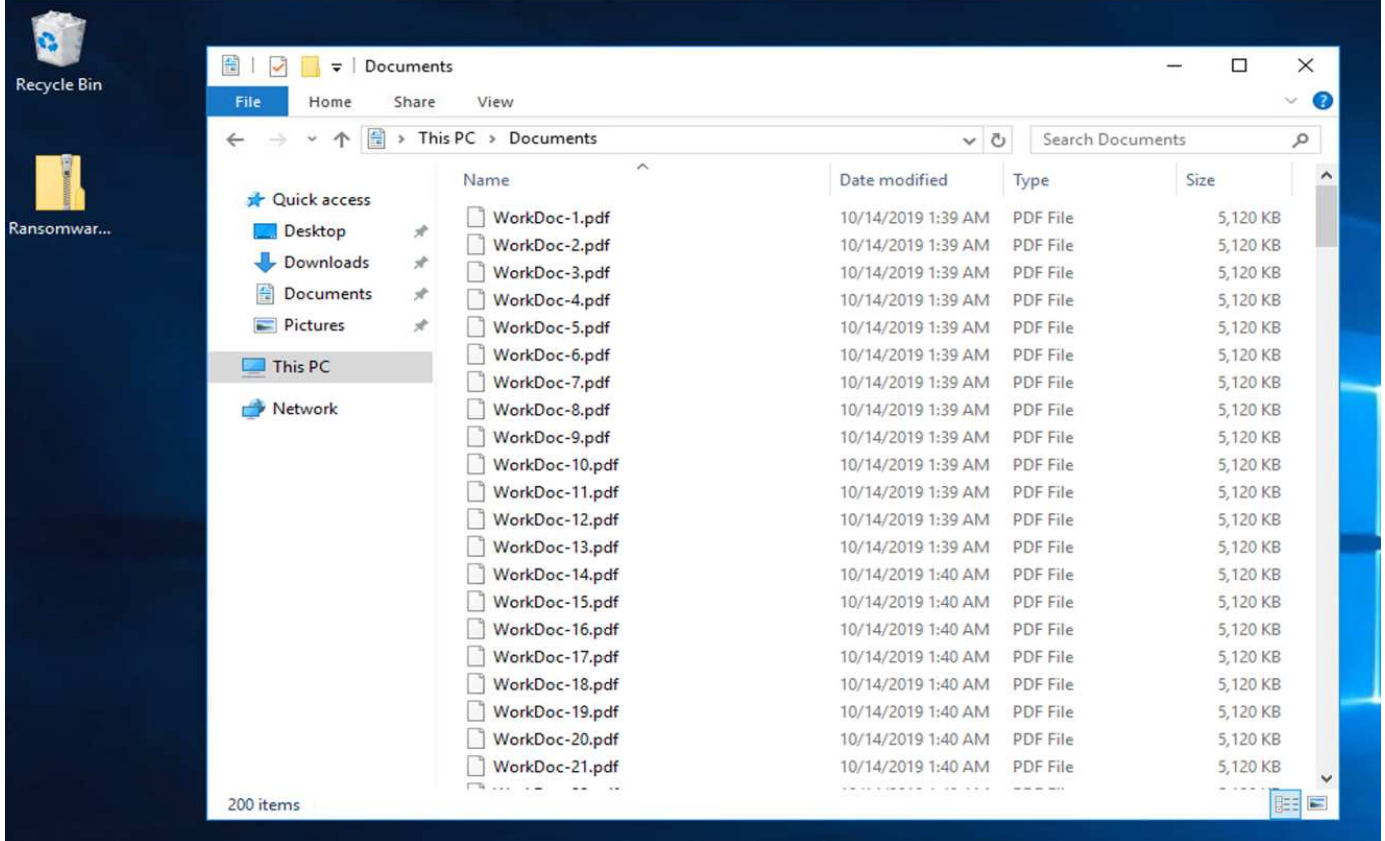 Recycle Bin
Ransomwar...
Documents
File Home Share View
This PC > Documents
Search Documents
Name Date modified Type Size
Quick access
Desktop
Downloads
Documents
Pictures
This PC
Network
WorkDoc-1.pdf 10/14/2019 1:39 AM PDF File 5,120 KB
WorkDoc-2.pdf 10/14/2019 1:39 AM PDF File 5,120 KB
WorkDoc-3.pdf 10/14/2019 1:39 AM PDF File 5,120 KB
WorkDoc-4.pdf 10/14/2019 1:39 AM PDF File 5,120 KB
WorkDoc-5.pdf 10/14/2019 1:39 AM PDF File 5,120 KB
WorkDoc-6.pdf 10/14/2019 1:39 AM PDF File 5,120 KB
WorkDoc-7.pdf 10/14/2019 1:39 AM PDF File 5,120 KB
WorkDoc-8.pdf 10/14/2019 1:39 AM PDF File 5,120 KB
WorkDoc-9.pdf 10/14/2019 1:39 AM PDF File 5,120 KB
WorkDoc-10.pdf 10/14/2019 1:39 AM PDF File 5,120 KB
WorkDoc-11.pdf 10/14/2019 1:39 AM PDF File 5,120 KB
WorkDoc-12.pdf 10/14/2019 1:39 AM PDF File 5,120 KB
WorkDoc-13.pdf 10/14/2019 1:39 AM PDF File 5,120 KB
WorkDoc-14.pdf 10/14/2019 1:40 AM PDF File 5,120 KB
WorkDoc-15.pdf 10/14/2019 1:40 AM PDF File 5,120 KB
WorkDoc-16.pdf 10/14/2019 1:40 AM PDF File 5,120 KB
WorkDoc-17.pdf 10/14/2019 1:40 AM PDF File 5,120 KB
WorkDoc-18.pdf 10/14/2019 1:40 AM PDF File 5,120 KB
WorkDoc-19.pdf 10/14/2019 1:40 AM PDF File 5,120 KB
WorkDoc-20.pdf 10/14/2019 1:40 AM PDF File 5,120 KB
WorkDoc-21.pdf 10/14/2019 1:40 AM PDF File 5,120 KB
200 items